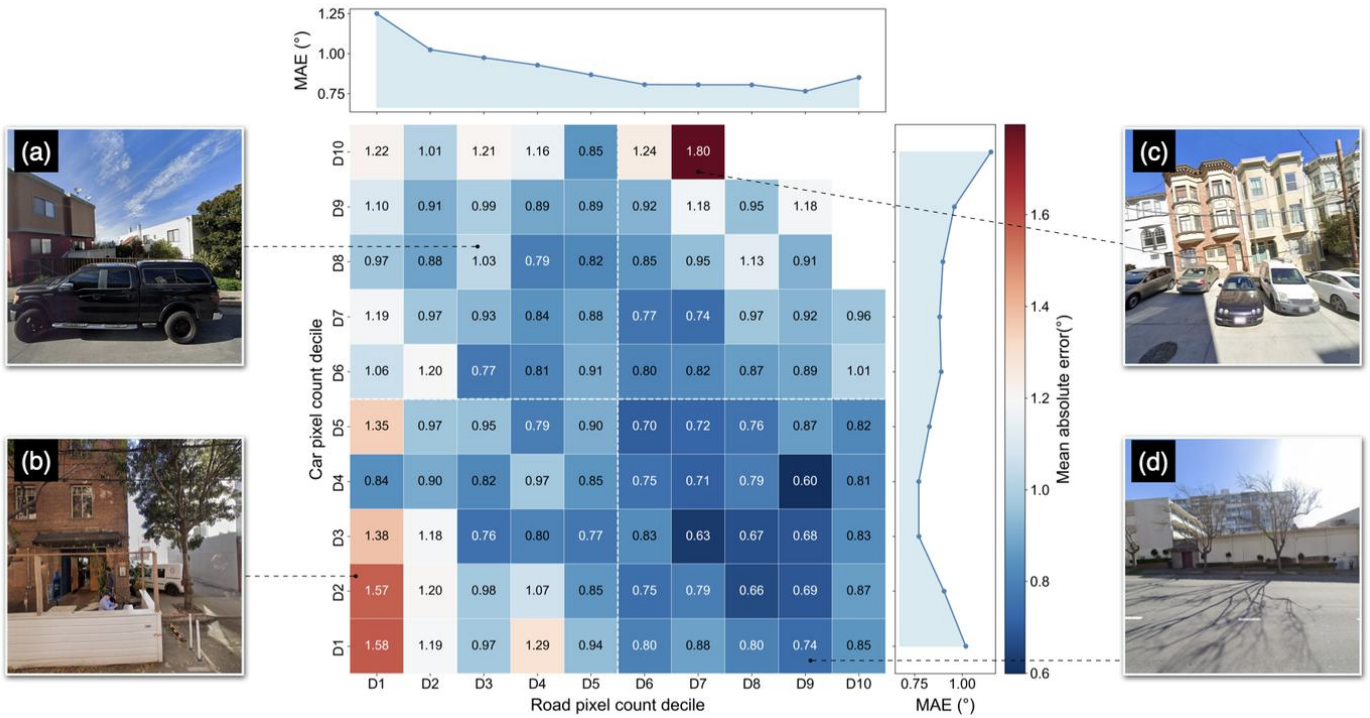 1.25
1.00
0.75
MAE (°)
(a)
(b)
(c)
(d)
D10 1.22 1.01 1.21 1.16 0.85 1.24 1.80
D9 1.10 0.91 0.99 0.89 0.89 0.92 1.18 0.95 1.18
D8 0.97 0.88 1.03 0.79 0.82 0.85 0.95 1.13 0.91
D7 1.19 0.97 0.93 0.84 0.88 0.77 0.74 0.97 0.92 0.96
D6 1.06 1.20 0.77 0.81 0.91 0.80 0.82 0.87 0.89 1.01
D5 1.35 0.97 0.95 0.79 0.90 0.70 0.72 0.76 0.87 0.82
D4 0.84 0.90 0.82 0.97 0.85 0.75 0.71 0.79 0.60 0.81
D3 1.38 1.18 0.76 0.80 0.77 0.83 0.63 0.67 0.68 0.83
D2 1.57 1.20 0.98 1.07 0.85 0.75 0.79 0.66 0.69 0.87
D1 1.58 1.19 0.97 1.29 0.94 0.80 0.88 0.80 0.74 0.85
D1 D2 D3 D4 D5 D6 D7 D8 D9 D10
Car pixel count decile
Road pixel count decile
0.75 1.00
MAE (°)
1.6
1.4
1.2
1.0
0.8
0.6
Mean absolute error(°)